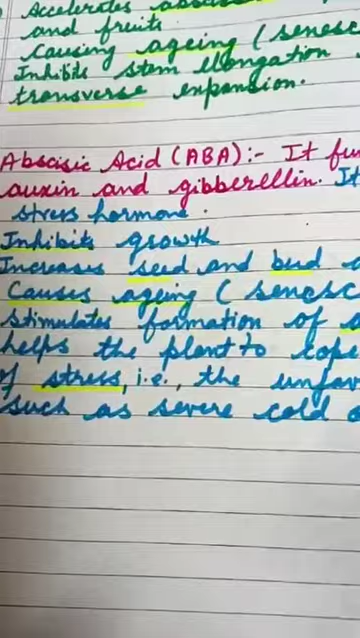 Accelerates absc
and fruits
Causing ageing (senesc
Inhibits stem elongation
transverse expansion.
Abscisic Acid (ABA):- It fun
auxin and gibberellin. It
stress hormone.
Inhibits growth
Increases seed and bud d
Causes ageing (senesc
stimulates formation of a
helps the plant to cope
of stress, i.e., the unfav
such as severe cold o